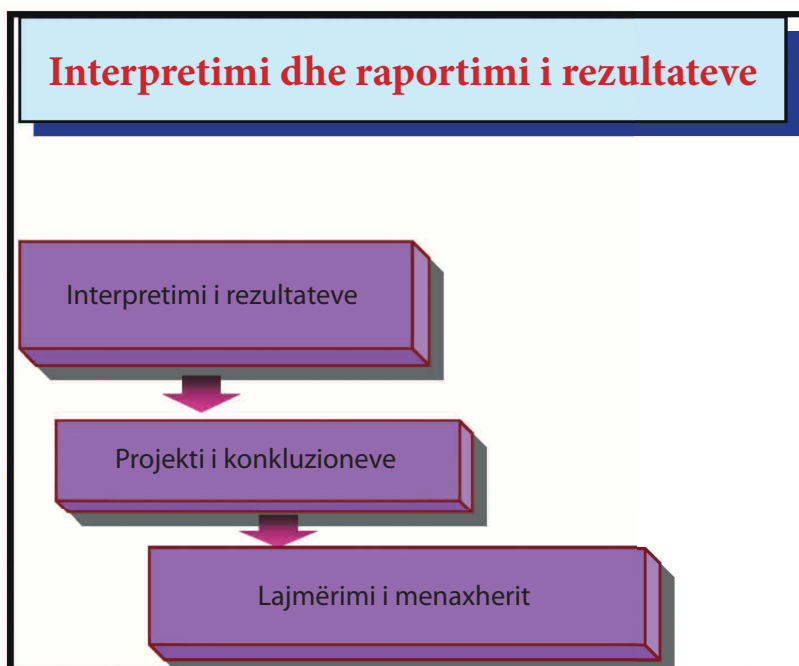 Interpretimi dhe raportimi i rezultateve
Interpretimi i rezultateve
Projekti i konkluzioneve
Lajmërimi i menaxherit